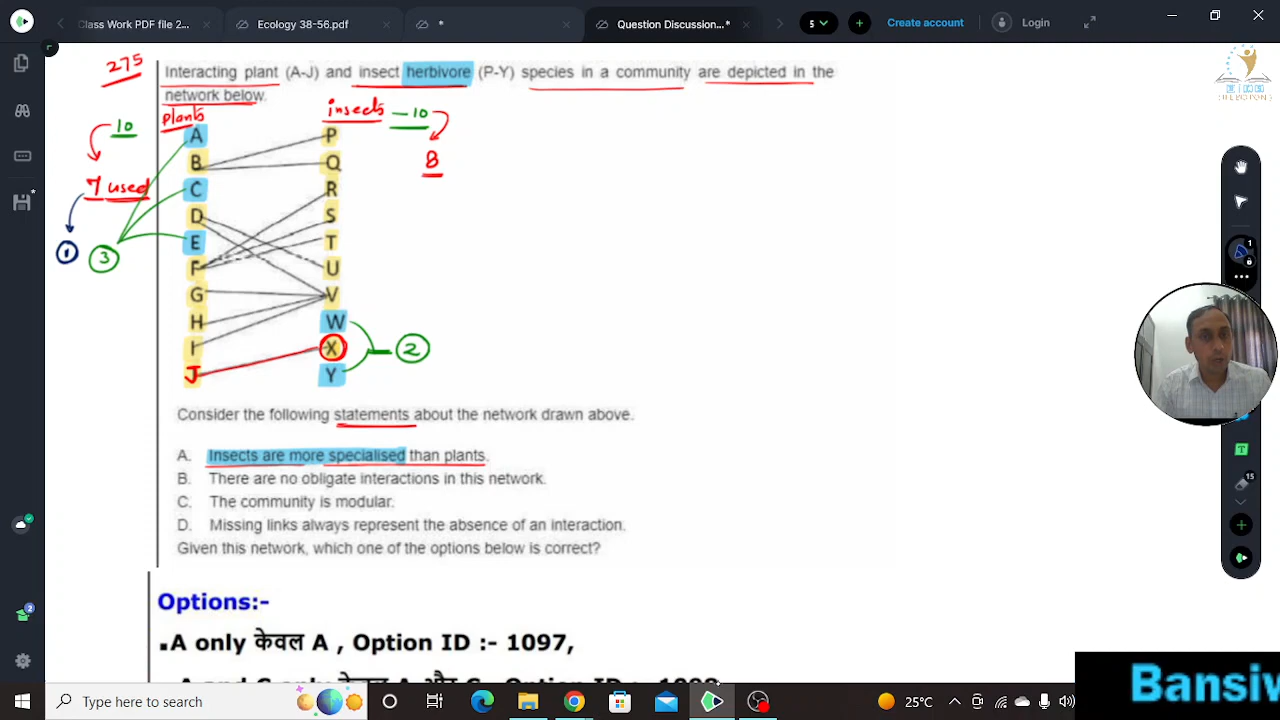 Class Work PDF file 2...
Ecology 38-56.pdf
*
Question Discussion...*
5
Create account
Login
275
Interacting plant (A-J) and insect herbivore (P-Y) species in a community are depicted in the
network below.
plants
insects - 10
10
8
7 used
1
3
A P
B Q
C R
D S
E T
F U
G V
H W
I X
J Y
2
Consider the following statements about the network drawn above.
A. Insects are more specialised than plants.
B. There are no obligate interactions in this network.
C. The community is modular.
D. Missing links always represent the absence of an interaction.
Given this network, which one of the options below is correct?
Options:-
▪A only केवल A , Option ID :- 1097,
1
15
2
Bansiw
Type here to search
25°C